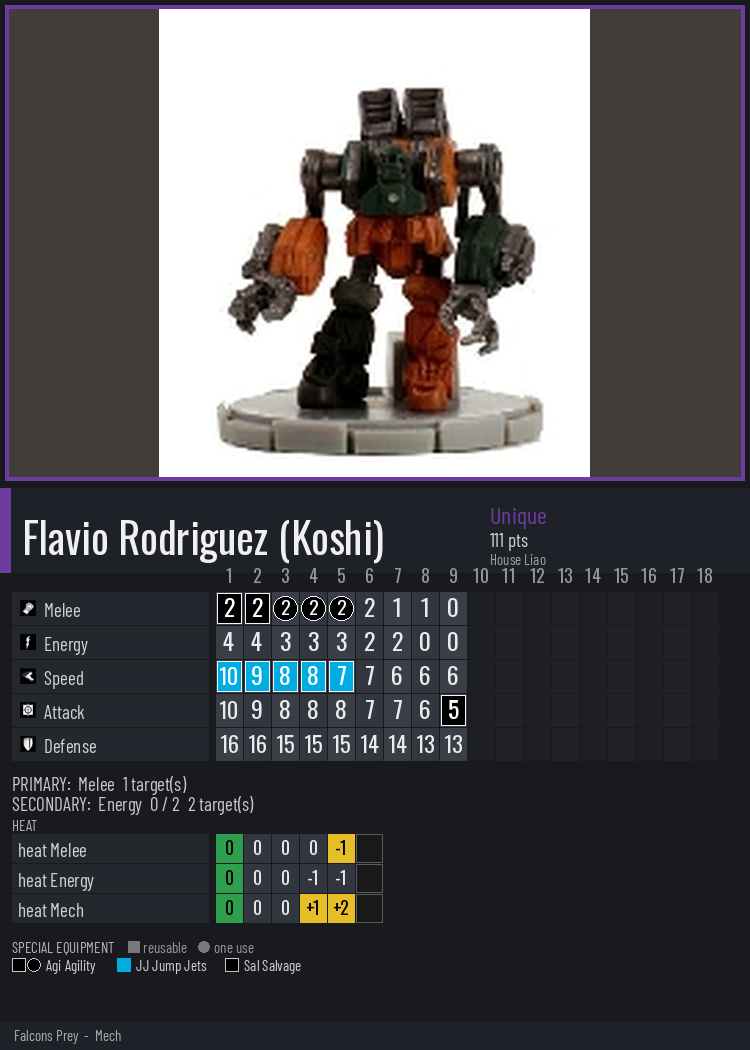 Flavio Rodriguez (Koshi)
Unique
111 pts
House Liao
1 2 3 4 5 6 7 8 9 10 11 12 13 14 15 16 17 18
Melee 2 2 2 2 2 2 1 1 0
Energy 4 4 3 3 3 2 2 0 0
Speed 10 9 8 8 7 7 6 6 6
Attack 10 9 8 8 8 7 7 6 5
Defense 16 16 15 15 15 14 14 13 13
PRIMARY: Melee 1 target(s)
SECONDARY: Energy 0 / 2 2 target(s)
HEAT
heat Melee 0 0 0 0 -1
heat Energy 0 0 0 -1 -1
heat Mech 0 0 0 +1 +2
SPECIAL EQUIPMENT reusable one use
Agi Agility JJ Jump Jets Sal Salvage
Falcons Prey - Mech